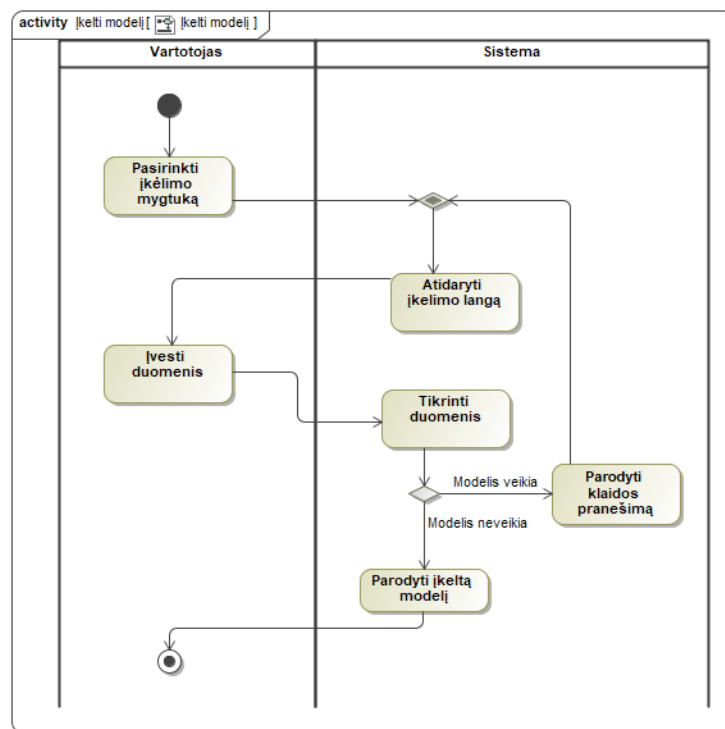 activity Įkelti modelį [ Įkelti modelį ]
Vartotojas
Sistema
Pasirinkti
įkėlimo
mygtuką
Atidaryti
įkelimo langą
Įvesti
duomenis
Tikrinti
duomenis
Modelis veikia
Parodyti
klaidos
pranešimą
Modelis neveikia
Parodyti įkeltą
modelį